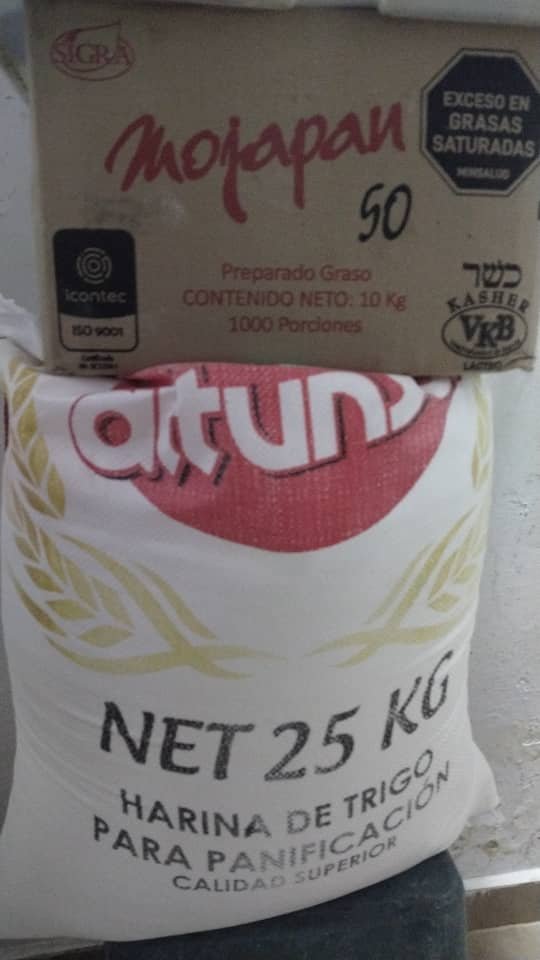 SIGRA
Mojapan
50
EXCESO EN
GRASAS
SATURADAS
MINSALUD
icontec
ISO 9001
Preparado Graso
CONTENIDO NETO: 10 Kg
1000 Porciones
כשר
KASHER
VKB
NET 25 KG
HARINA DE TRIGO
PARA PANIFICACIÓN
CALIDAD SUPERIOR